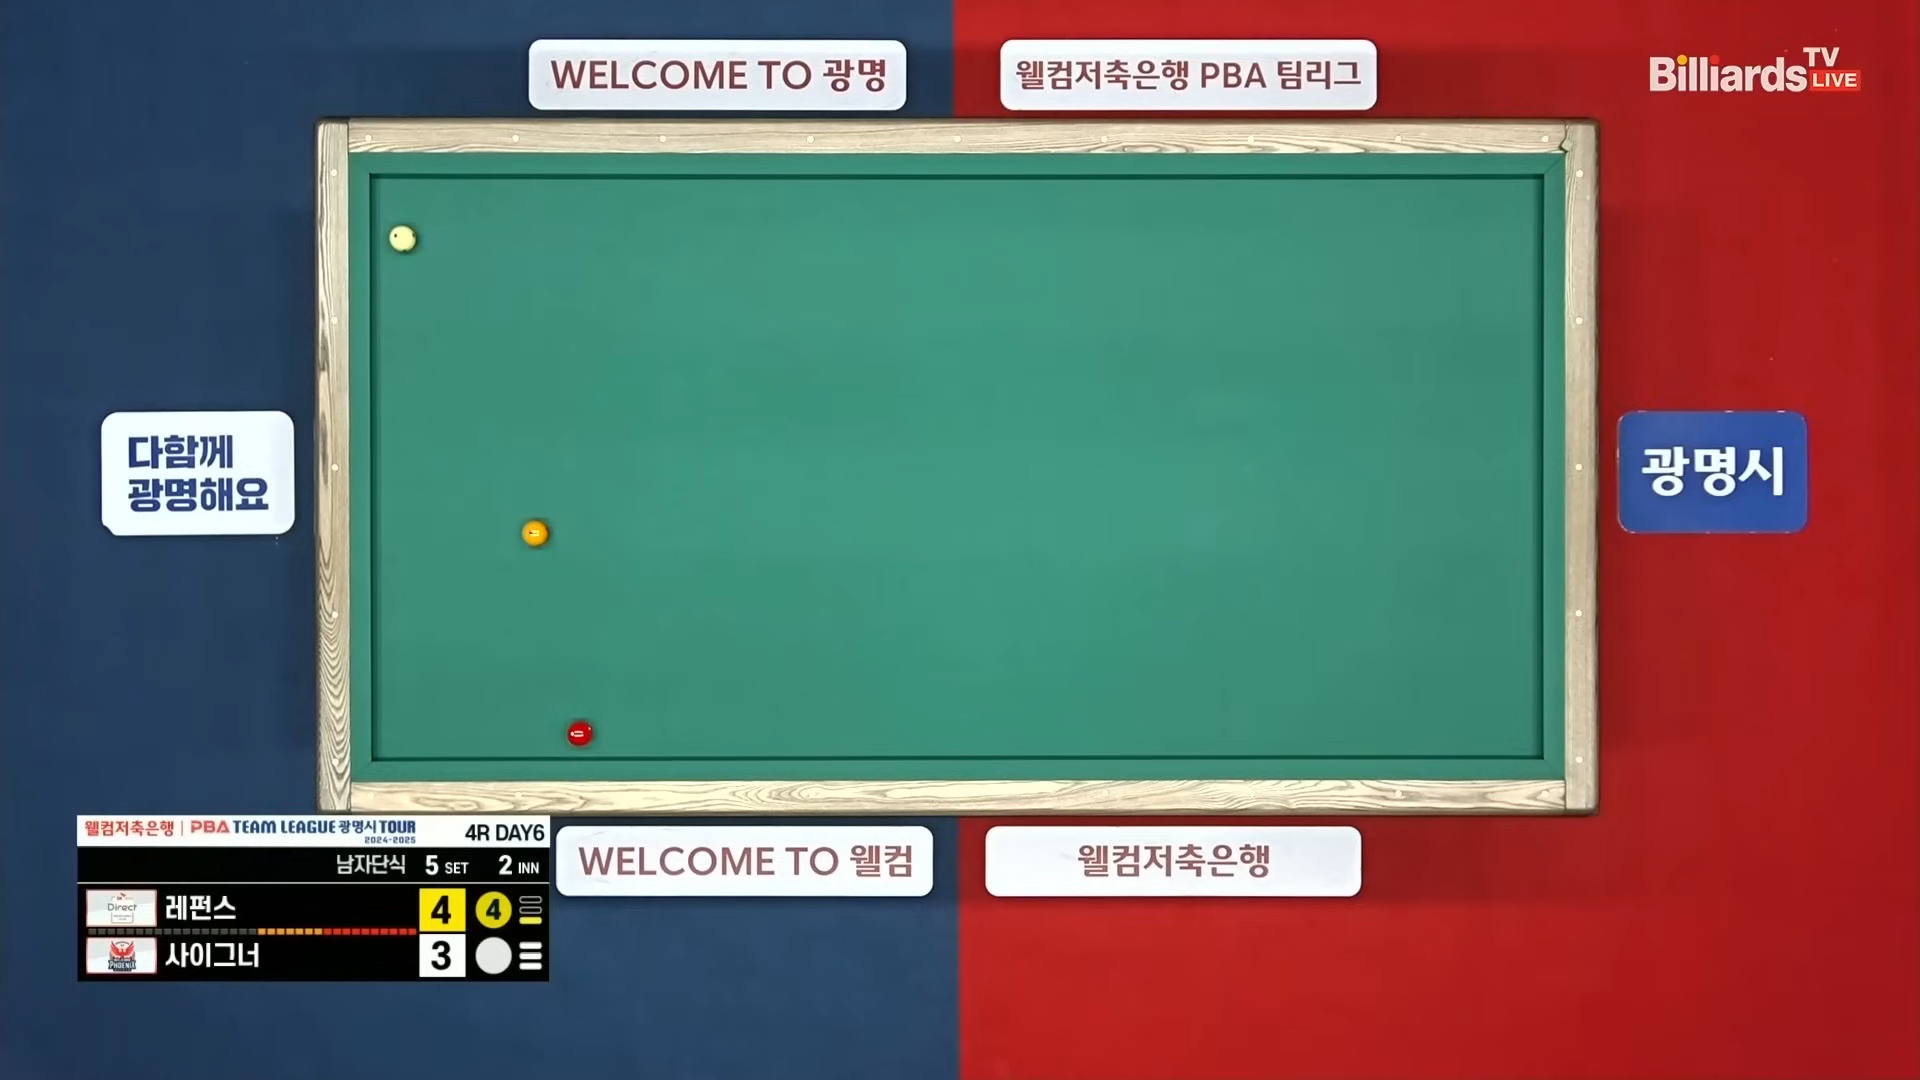 WELCOME TO 광명
웰컴저축은행 PBA 팀리그
Billiards TV LIVE
다함께
광명해요
광명시
웰컴저축은행 | PBA TEAM LEAGUE 광명시 TOUR
2024-2025
4R DAY6
남자단식 5 SET 2 INN
Direct
레펀스 4 4
PHOENIX
사이그너 3
WELCOME TO 웰컴
웰컴저축은행